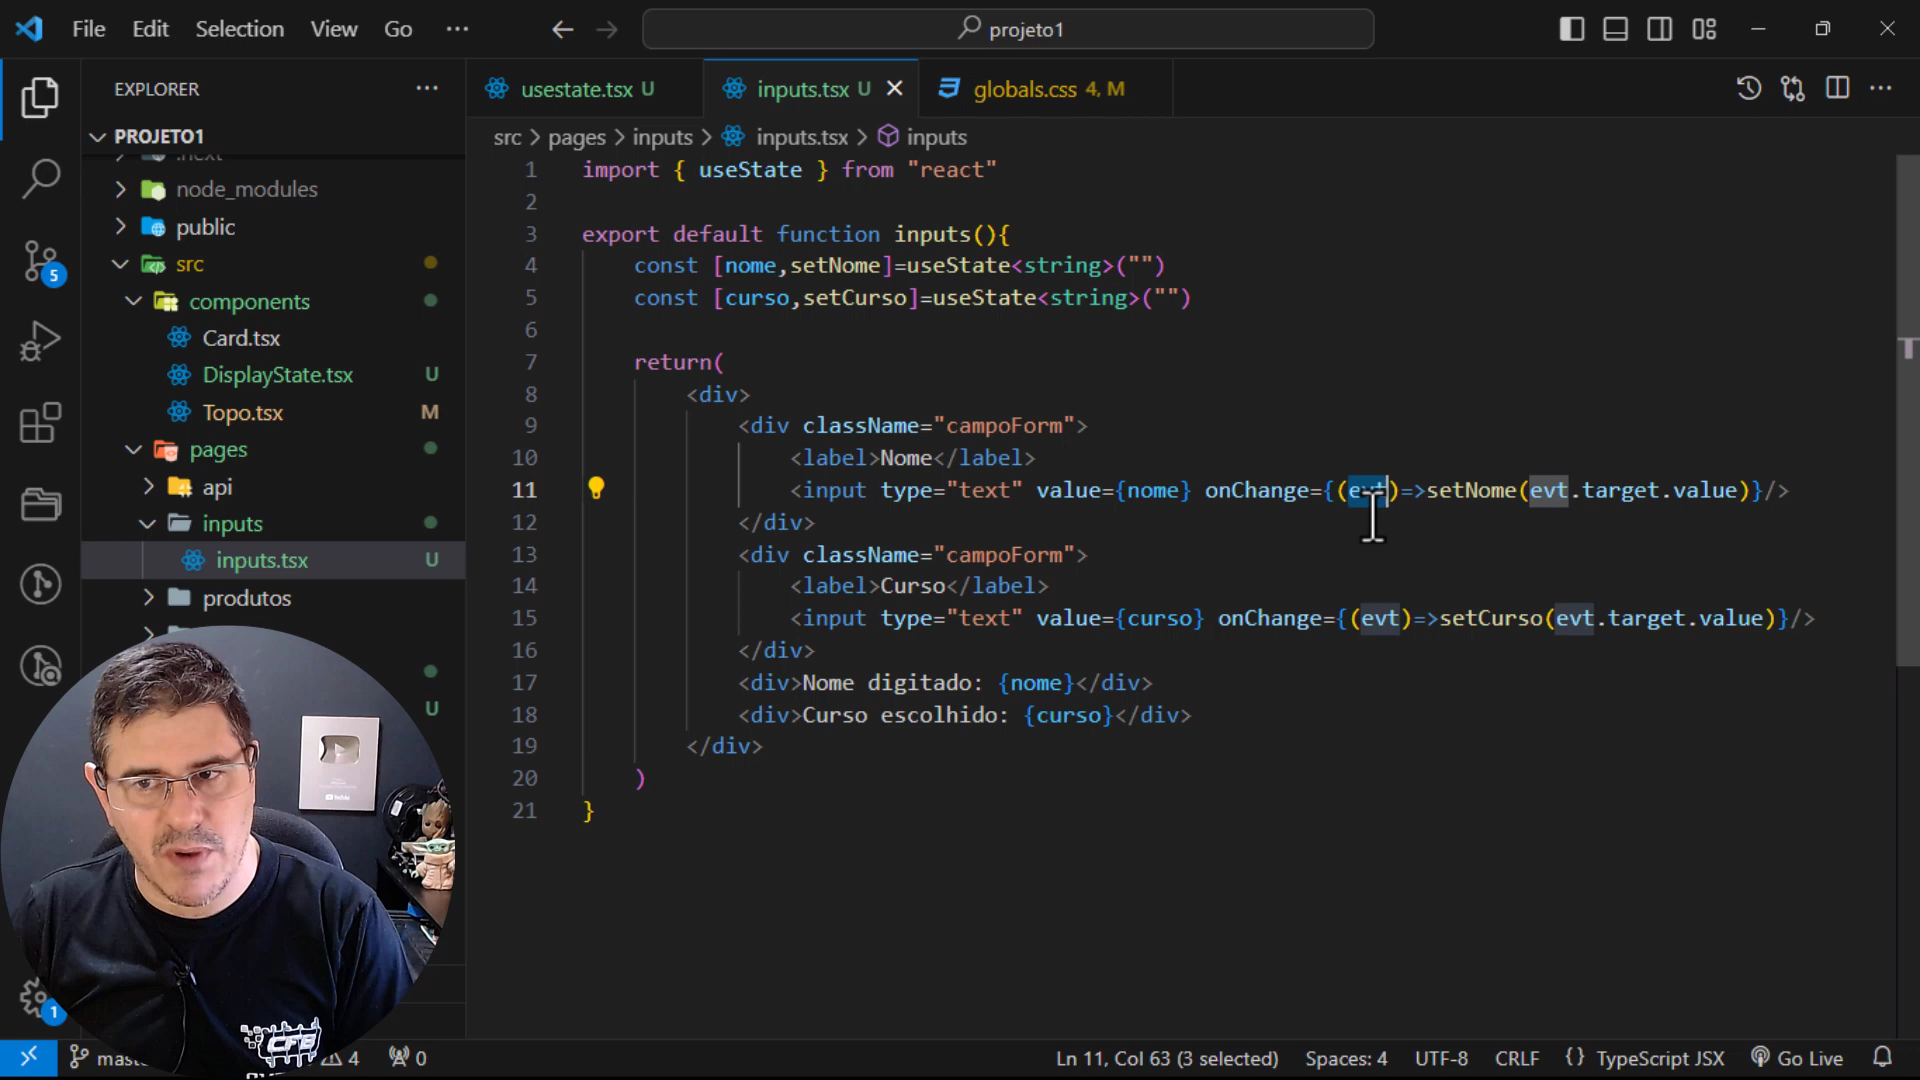 File Edit Selection View Go ··· projeto1
EXPLORER ···
PROJETO1
.next
node_modules
public
src
components
Card.tsx
DisplayState.tsx U
Topo.tsx M
pages
api
inputs
inputs.tsx U
produtos
U
5
1
usestate.tsx U inputs.tsx U globals.css 4, M
src > pages > inputs > inputs.tsx > inputs
1 import { useState } from "react"
2
3 export default function inputs(){
4 const [nome,setNome]=useState<string>("")
5 const [curso,setCurso]=useState<string>("")
6
7 return(
8 <div>
9 <div className="campoForm">
10 <label>Nome</label>
11 <input type="text" value={nome} onChange={(evt)=>setNome(evt.target.value)}/>
12 </div>
13 <div className="campoForm">
14 <label>Curso</label>
15 <input type="text" value={curso} onChange={(evt)=>setCurso(evt.target.value)}/>
16 </div>
17 <div>Nome digitado: {nome}</div>
18 <div>Curso escolhido: {curso}</div>
19 </div>
20 )
21 }
YouTube
CFB
4 0 Ln 11, Col 63 (3 selected) Spaces: 4 UTF-8 CRLF {} TypeScript JSX Go Live